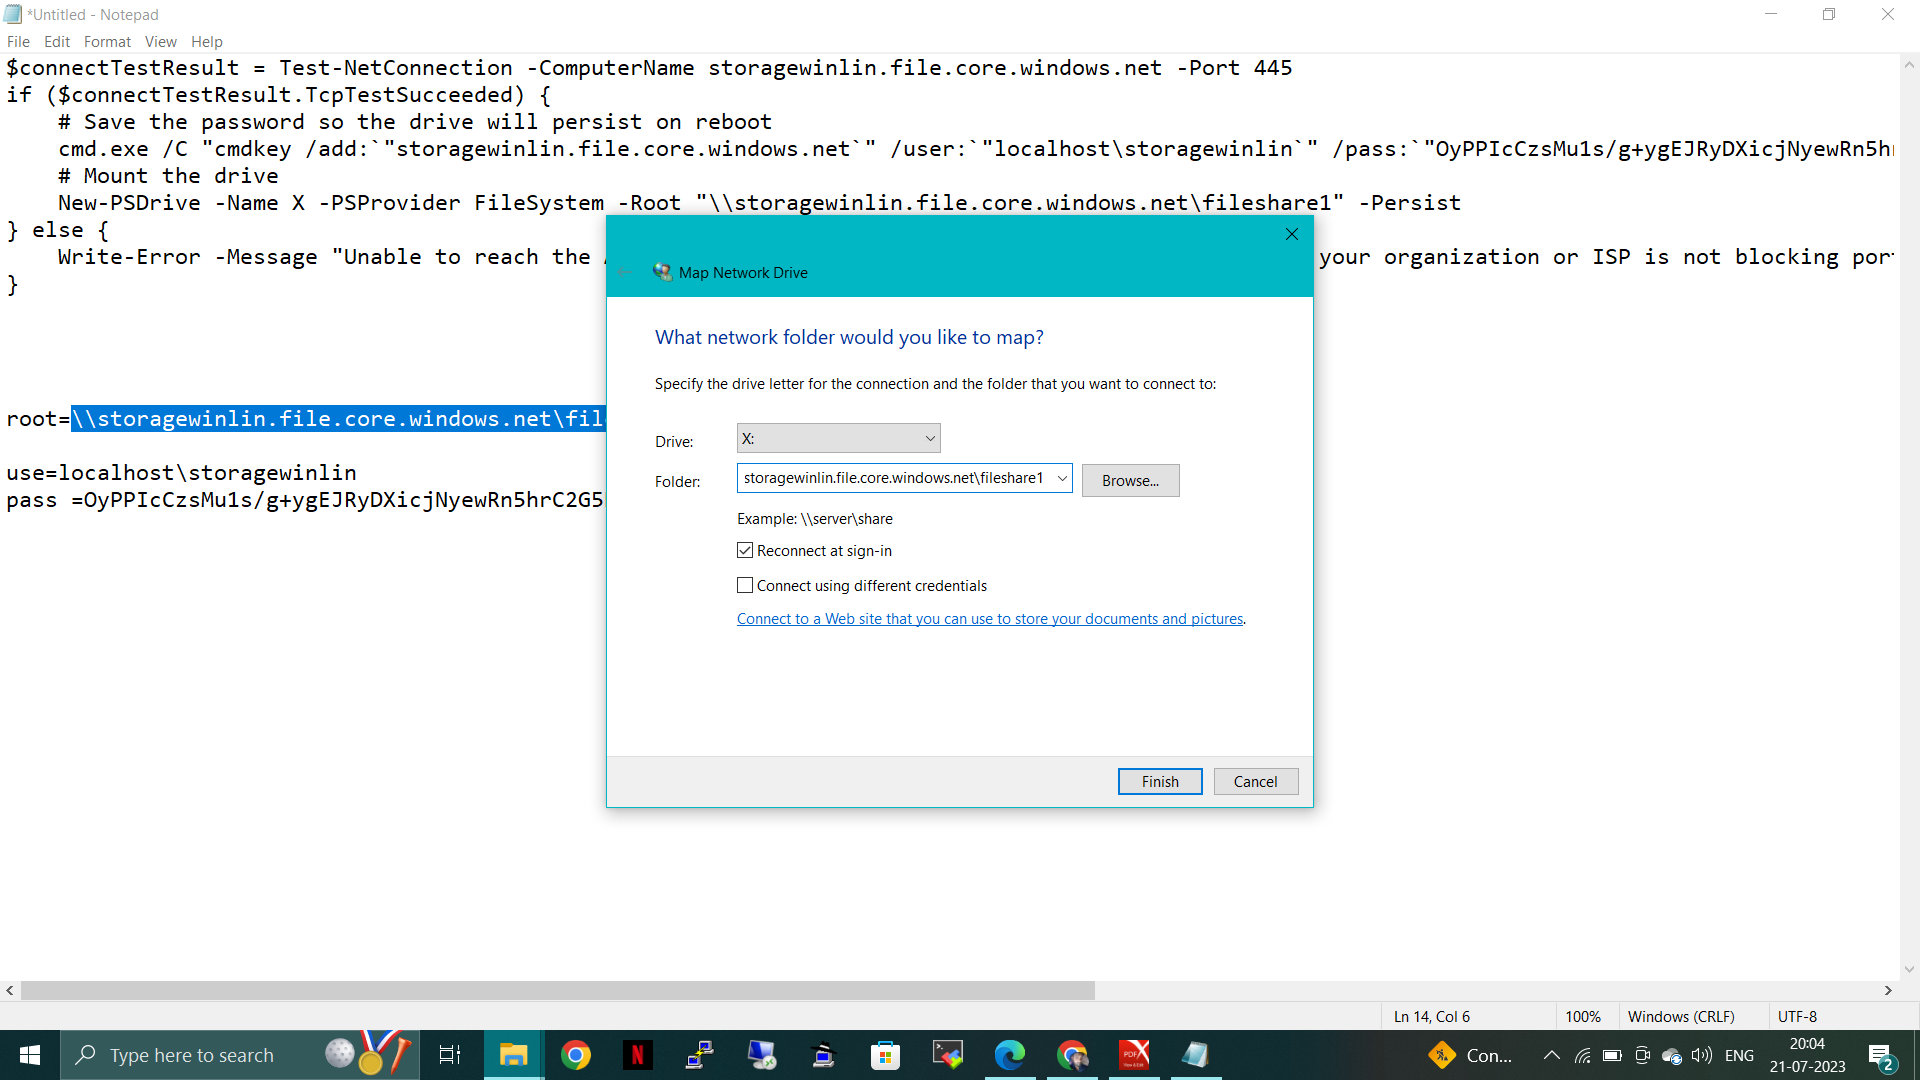 *Untitled - Notepad
File Edit Format View Help
$connectTestResult = Test-NetConnection -ComputerName storagewinlin.file.core.windows.net -Port 445
if ($connectTestResult.TcpTestSucceeded) {
# Save the password so the drive will persist on reboot
cmd.exe /C "cmdkey /add:`"storagewinlin.file.core.windows.net`" /user:`"localhost\storagewinlin`" /pass:`"OyPPIcCzsMu1s/g+ygEJRyDXicjNyewRn5h
# Mount the drive
New-PSDrive -Name X -PSProvider FileSystem -Root "\\storagewinlin.file.core.windows.net\fileshare1" -Persist
} else {
Write-Error -Message "Unable to reach the your organization or ISP is not blocking por
}
root=\\storagewinlin.file.core.windows.net\fil
use=localhost\storagewinlin
pass =OyPPIcCzsMu1s/g+ygEJRyDXicjNyewRn5hrC2G5
Map Network Drive
What network folder would you like to map?
Specify the drive letter for the connection and the folder that you want to connect to:
Drive: X:
Folder: storagewinlin.file.core.windows.net\fileshare1 Browse...
Example: \\server\share
Reconnect at sign-in
Connect using different credentials
Connect to a Web site that you can use to store your documents and pictures.
Finish Cancel
Ln 14, Col 6 100% Windows (CRLF) UTF-8
Type here to search
N
PDF
Con...
ENG
20:04
21-07-2023
2